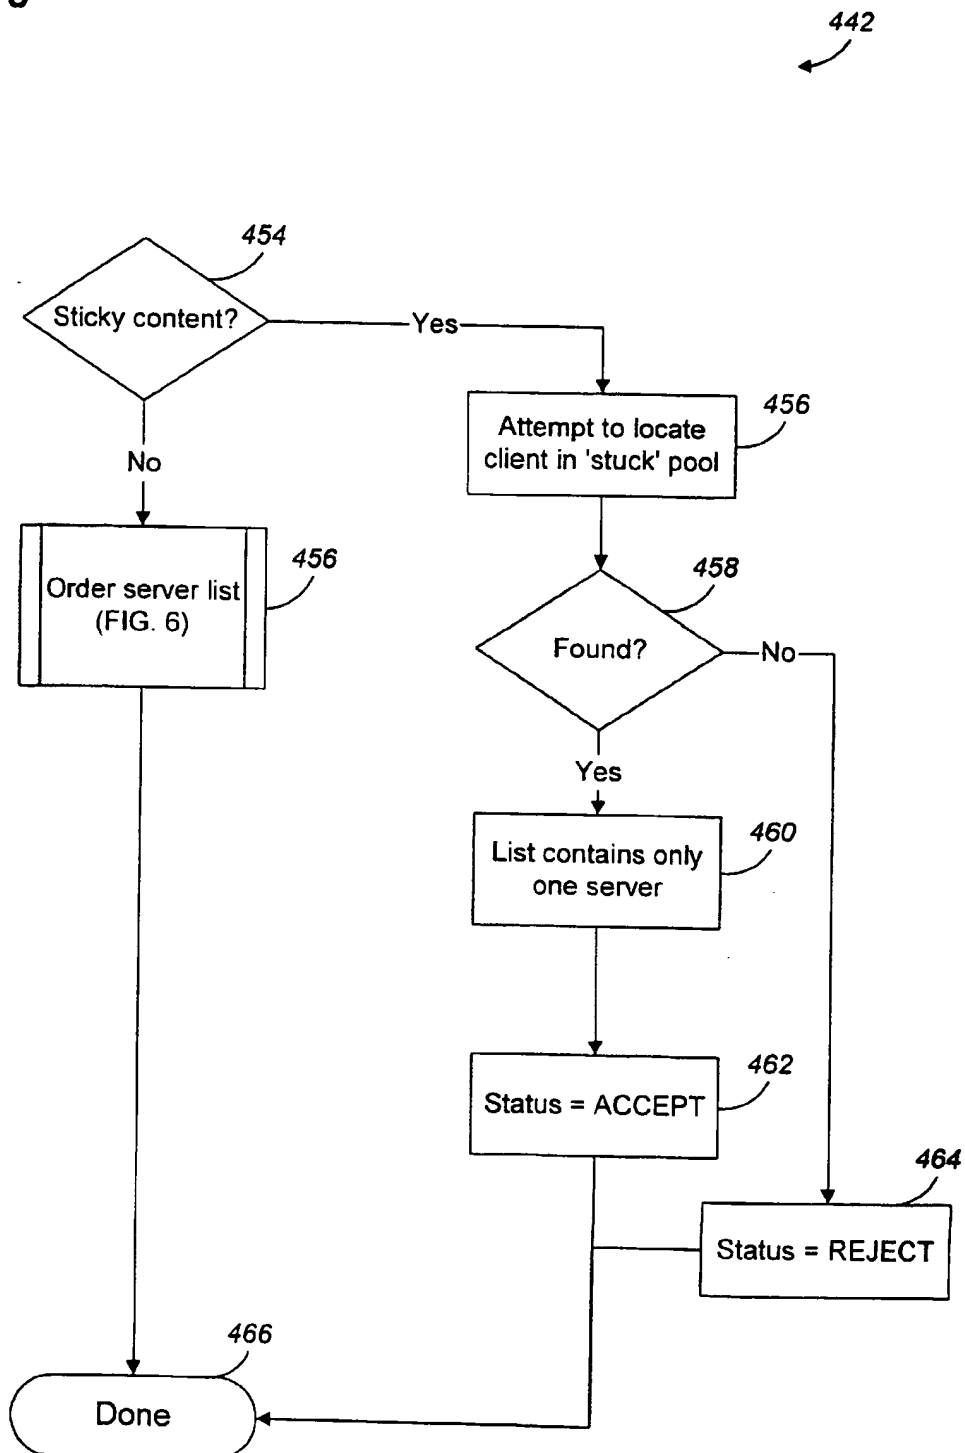 442
454
Sticky content?
Yes
No
456
Attempt to locate
client in 'stuck' pool
456
Order server list
(FIG. 6)
458
Found?
No
Yes
460
List contains only
one server
462
Status = ACCEPT
464
Status = REJECT
466
Done